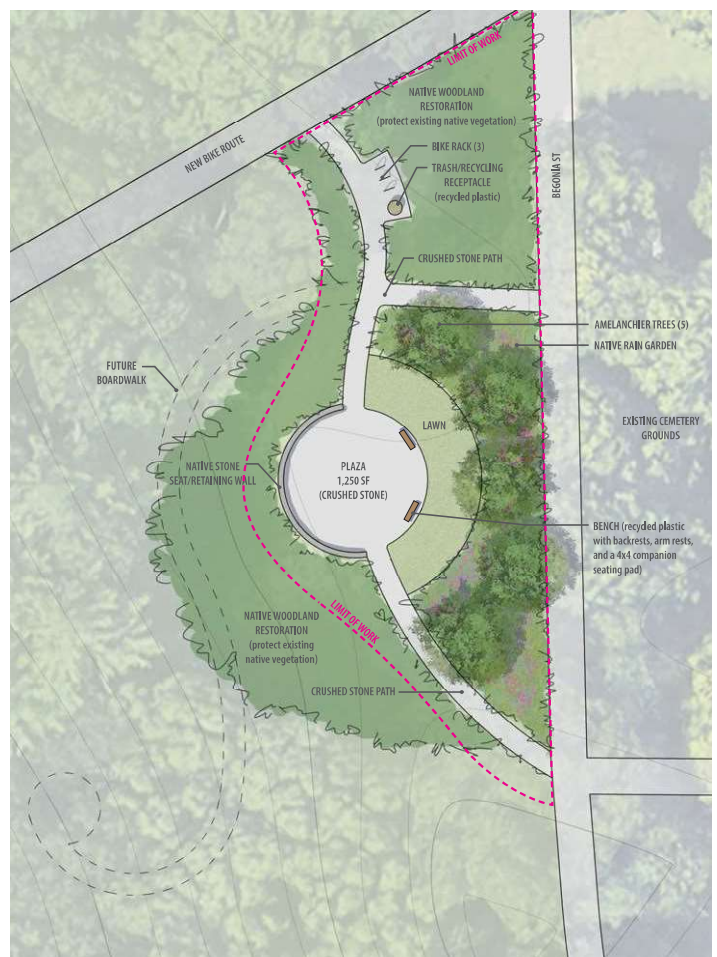 LIMIT OF WORK
NATIVE WOODLAND
RESTORATION
(protect existing native vegetation)
NEW BIKE ROUTE
BIKE RACK (3)
BEGONIA ST
TRASH/RECYCLING
RECEPTACLE
(recycled plastic)
CRUSHED STONE PATH
AMELANCHIER TREES (5)
NATIVE RAIN GARDEN
FUTURE
BOARDWALK
LAWN
EXISTING CEMETERY
GROUNDS
NATIVE STONE
SEAT/RETAINING WALL
PLAZA
1,250 SF
(CRUSHED STONE)
BENCH (recycled plastic
with backrests, arm rests,
and a 4x4 companion
seating pad)
NATIVE WOODLAND
RESTORATION
(protect existing
native vegetation)
LIMIT OF WORK
CRUSHED STONE PATH